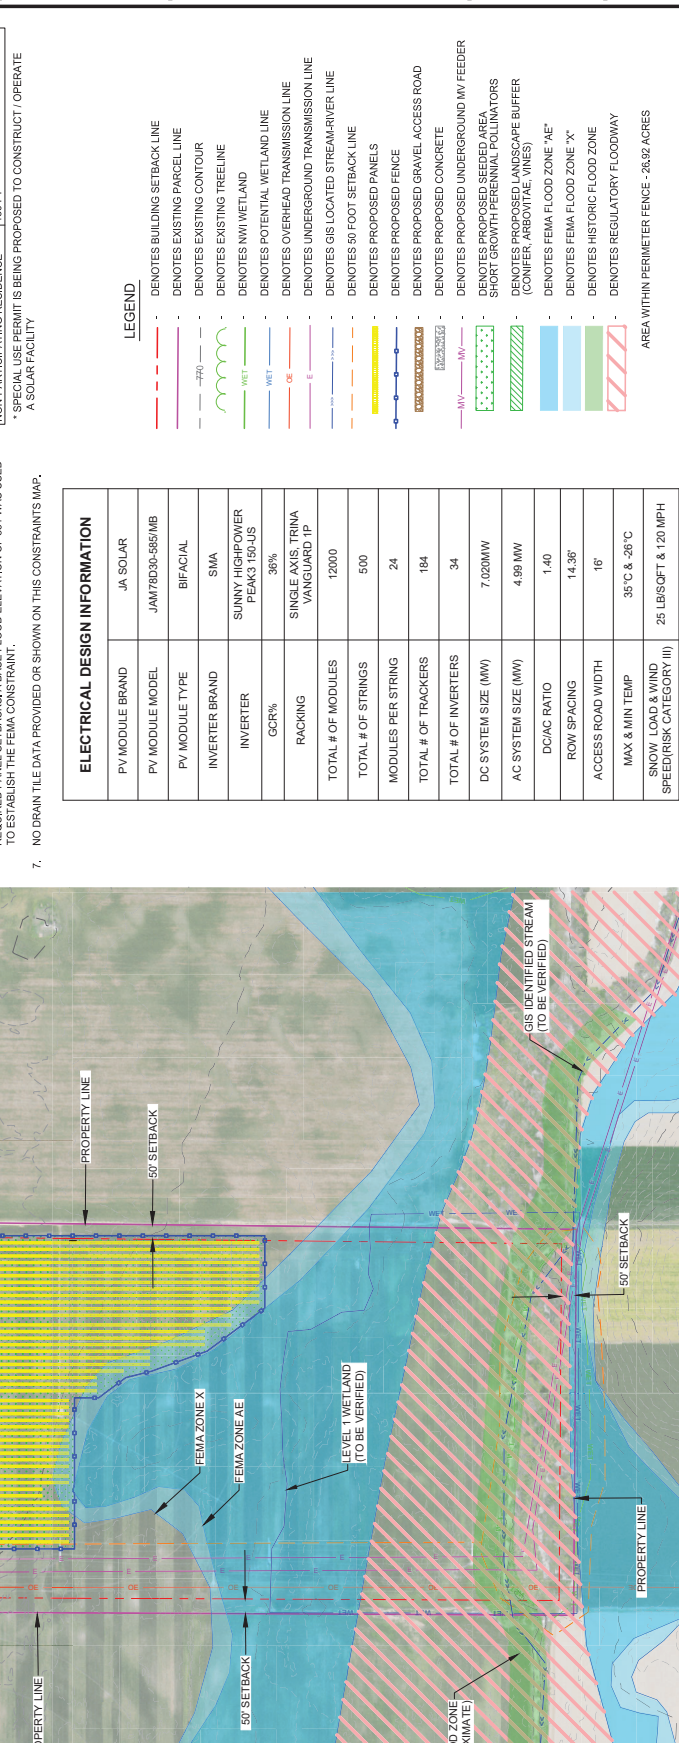 * SPECIAL USE PERMIT IS BEING PROPOSED TO CONSTRUCT / OPERATE
A SOLAR FACILITY
TO ESTABLISH THE FEMA CONSTRAINT.
7. NO DRAIN TILE DATA PROVIDED OR SHOWN ON THIS CONSTRAINTS MAP.
LEGEND
DENOTES BUILDING SETBACK LINE
DENOTES EXISTING PARCEL LINE
770 - DENOTES EXISTING CONTOUR
DENOTES EXISTING TREELINE
WET - DENOTES NWI WETLAND
WET - DENOTES POTENTIAL WETLAND LINE
OE - DENOTES OVERHEAD TRANSMISSION LINE
E - DENOTES UNDERGROUND TRANSMISSION LINE
>>> - DENOTES GIS LOCATED STREAM-RIVER LINE
DENOTES 50 FOOT SETBACK LINE
DENOTES PROPOSED PANELS
DENOTES PROPOSED FENCE
DENOTES PROPOSED GRAVEL ACCESS ROAD
DENOTES PROPOSED CONCRETE
MV MV - DENOTES PROPOSED UNDERGROUND MV FEEDER
DENOTES PROPOSED SEEDED AREA
SHORT GROWTH PERENNIAL POLLINATORS
DENOTES PROPOSED LANDSCAPE BUFFER
(CONIFER, ARBOVITAE, VINES)
DENOTES FEMA FLOOD ZONE "AE"
DENOTES FEMA FLOOD ZONE "X"
DENOTES HISTORIC FLOOD ZONE
DENOTES REGULATORY FLOODWAY
AREA WITHIN PERIMETER FENCE - 26.92 ACRES
ELECTRICAL DESIGN INFORMATION
PV MODULE BRAND JA SOLAR
PV MODULE MODEL JAM78D30-585/MB
PV MODULE TYPE BIFACIAL
INVERTER BRAND SMA
INVERTER SUNNY HIGHPOWER
PEAK3 150-US
GCR% 36%
RACKING SINGLE AXIS, TRINA
VANGUARD 1P
TOTAL # OF MODULES 12000
TOTAL # OF STRINGS 500
MODULES PER STRING 24
TOTAL # OF TRACKERS 184
TOTAL # OF INVERTERS 34
DC SYSTEM SIZE (MW) 7.020MW
AC SYSTEM SIZE (MW) 4.99 MW
DC/AC RATIO 1.40
ROW SPACING 14.36'
ACCESS ROAD WIDTH 16'
MAX & MIN TEMP 35°C & -26°C
SNOW LOAD & WIND
SPEED(RISK CATEGORY III) 25 LB/SQFT & 120 MPH
PROPERTY LINE
50' SETBACK
GIS IDENTIFIED STREAM
(TO BE VERIFIED)
50' SETBACK
FEMA ZONE X
FEMA ZONE AE
LEVEL 1 WETLAND
(TO BE VERIFIED)
PROPERTY LINE
50' SETBACK